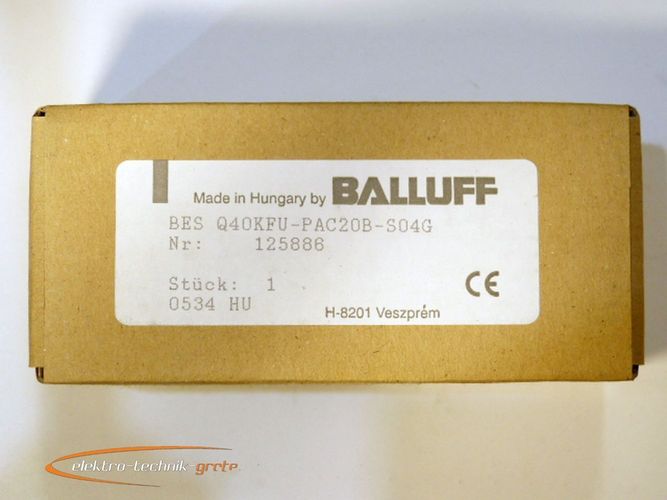 Made in Hungary by BALLUFF
BES Q40KFU-PAC20B-S04G
Nr: 125886
Stück: 1
0534 HU
CE
H-8201 Veszprém
elektro-technik-grote